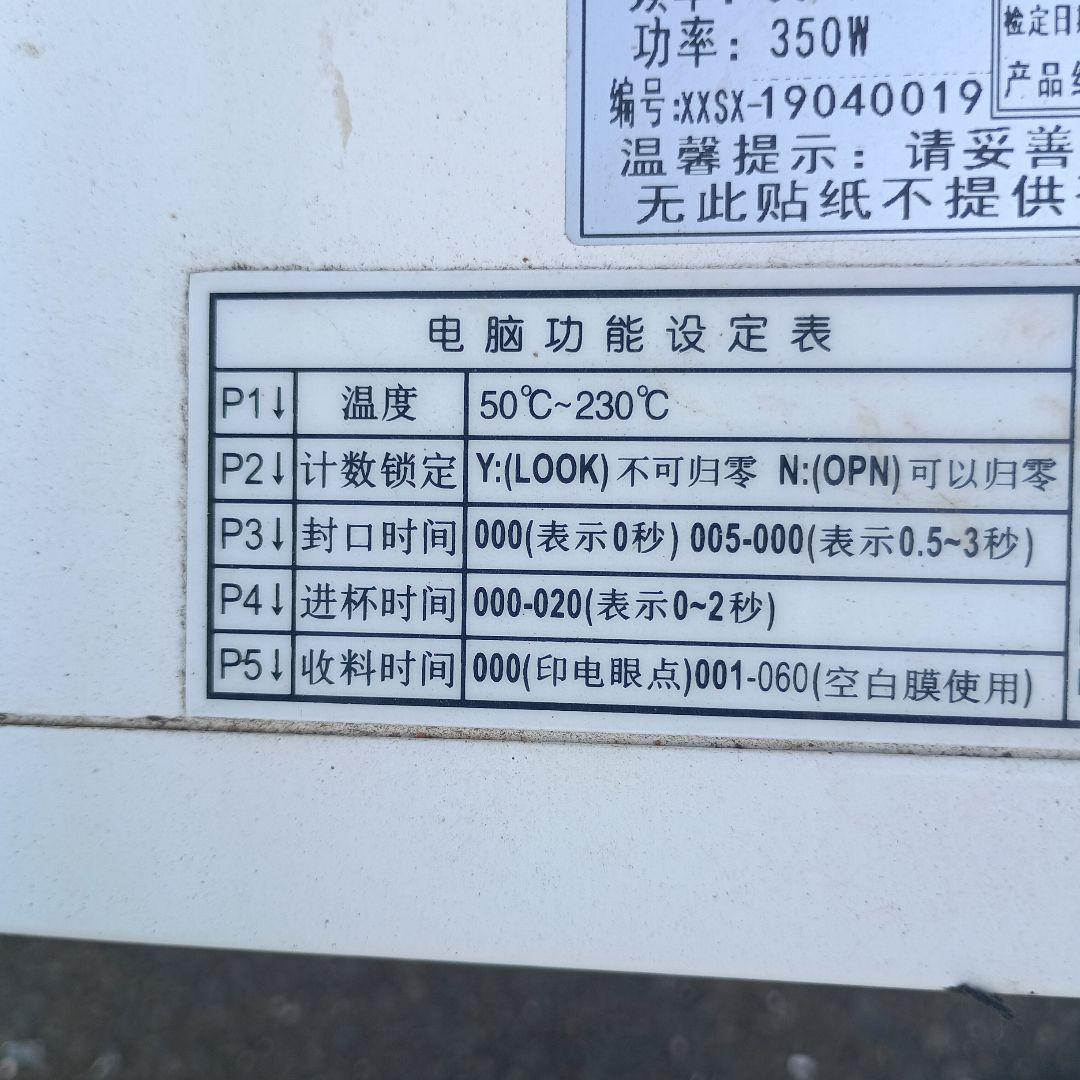 功率：350W
编号:XXSX-19040019
温馨提示：请妥善
无此贴纸不提供
检定日
产品
电脑功能设定表
P1↓ 温度 50℃~230℃
P2↓ 计数锁定 Y:(LOOK)不可归零 N:(OPN)可以归零
P3↓ 封口时间 000(表示0秒) 005-000(表示0.5~3秒)
P4↓ 进杯时间 000-020(表示0~2秒)
P5↓ 收料时间 000(印电眼点)001-060(空白膜使用)